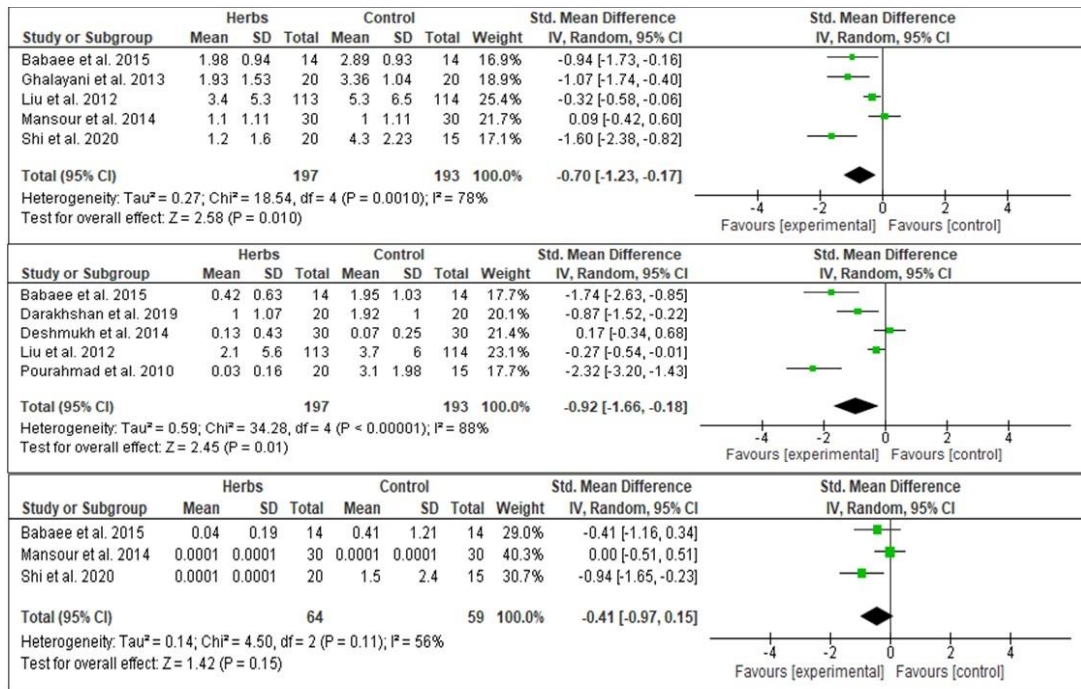 Herbs Control Std. Mean Difference Std. Mean Difference
Study or Subgroup Mean SD Total Mean SD Total Weight IV, Random, 95% CI IV, Random, 95% CI
Babaee et al. 2015 1.98 0.94 14 2.89 0.93 14 16.9% -0.94 [-1.73, -0.16]
Ghalayani et al. 2013 1.93 1.53 20 3.36 1.04 20 18.9% -1.07 [-1.74, -0.40]
Liu et al. 2012 3.4 5.3 113 5.3 6.5 114 25.4% -0.32 [-0.58, -0.06]
Mansour et al. 2014 1.1 1.11 30 1 1.11 30 21.7% 0.09 [-0.42, 0.60]
Shi et al. 2020 1.2 1.6 20 4.3 2.23 15 17.1% -1.60 [-2.38, -0.82]
Total (95% CI) 197 193 100.0% -0.70 [-1.23, -0.17]
Heterogeneity: Tau² = 0.27; Chi² = 18.54, df = 4 (P = 0.0010); I² = 78%
Test for overall effect: Z = 2.58 (P = 0.010)
-4 -2 0 2 4
Favours [experimental] Favours [control]
Herbs Control Std. Mean Difference Std. Mean Difference
Study or Subgroup Mean SD Total Mean SD Total Weight IV, Random, 95% CI IV, Random, 95% CI
Babaee et al. 2015 0.42 0.63 14 1.95 1.03 14 17.7% -1.74 [-2.63, -0.85]
Darakhshan et al. 2019 1 1.07 20 1.92 1 20 20.1% -0.87 [-1.52, -0.22]
Deshmukh et al. 2014 0.13 0.43 30 0.07 0.25 30 21.4% 0.17 [-0.34, 0.68]
Liu et al. 2012 2.1 5.6 113 3.7 6 114 23.1% -0.27 [-0.54, -0.01]
Pourahmad et al. 2010 0.03 0.16 20 3.1 1.98 15 17.7% -2.32 [-3.20, -1.43]
Total (95% CI) 197 193 100.0% -0.92 [-1.66, -0.18]
Heterogeneity: Tau² = 0.59; Chi² = 34.28, df = 4 (P < 0.00001); I² = 88%
Test for overall effect: Z = 2.45 (P = 0.01)
-4 -2 0 2 4
Favours [experimental] Favours [control]
Herbs Control Std. Mean Difference Std. Mean Difference
Study or Subgroup Mean SD Total Mean SD Total Weight IV, Random, 95% CI IV, Random, 95% CI
Babaee et al. 2015 0.04 0.19 14 0.41 1.21 14 29.0% -0.41 [-1.16, 0.34]
Mansour et al. 2014 0.0001 0.0001 30 0.0001 0.0001 30 40.3% 0.00 [-0.51, 0.51]
Shi et al. 2020 0.0001 0.0001 20 1.5 2.4 15 30.7% -0.94 [-1.65, -0.23]
Total (95% CI) 64 59 100.0% -0.41 [-0.97, 0.15]
Heterogeneity: Tau² = 0.14; Chi² = 4.50, df = 2 (P = 0.11); I² = 56%
Test for overall effect: Z = 1.42 (P = 0.15)
-4 -2 0 2 4
Favours [experimental] Favours [control]